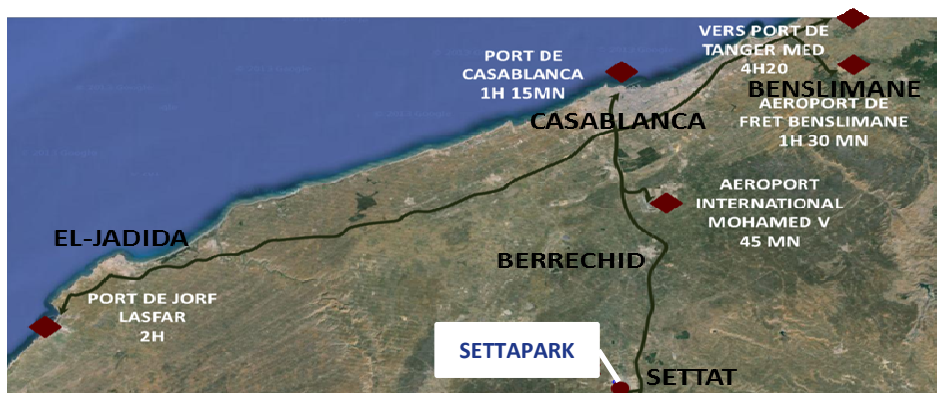 VERS PORT DE
TANGER MED
4H20
PORT DE
CASABLANCA
1H 15MN
BENSLIMANE
AEROPORT DE
FRET BENSLIMANE
1H 30 MN
CASABLANCA
AEROPORT
INTERNATIONAL
MOHAMED V
45 MN
EL-JADIDA
BERRECHID
PORT DE JORF
LASFAR
2H
SETTAPARK
SETTAT